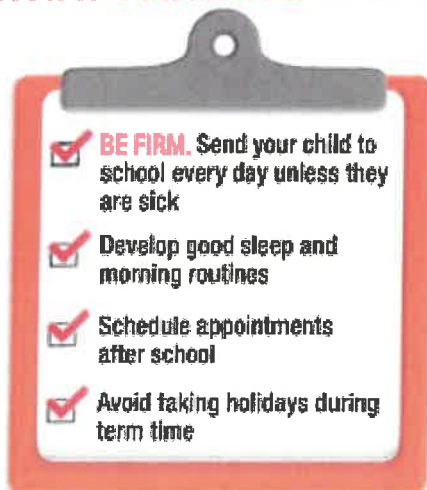 BE FIRM. Send your child to
school every day unless they
are sick
Develop good sleep and
morning routines
Schedule appointments
after school
Avoid taking holidays during
term time